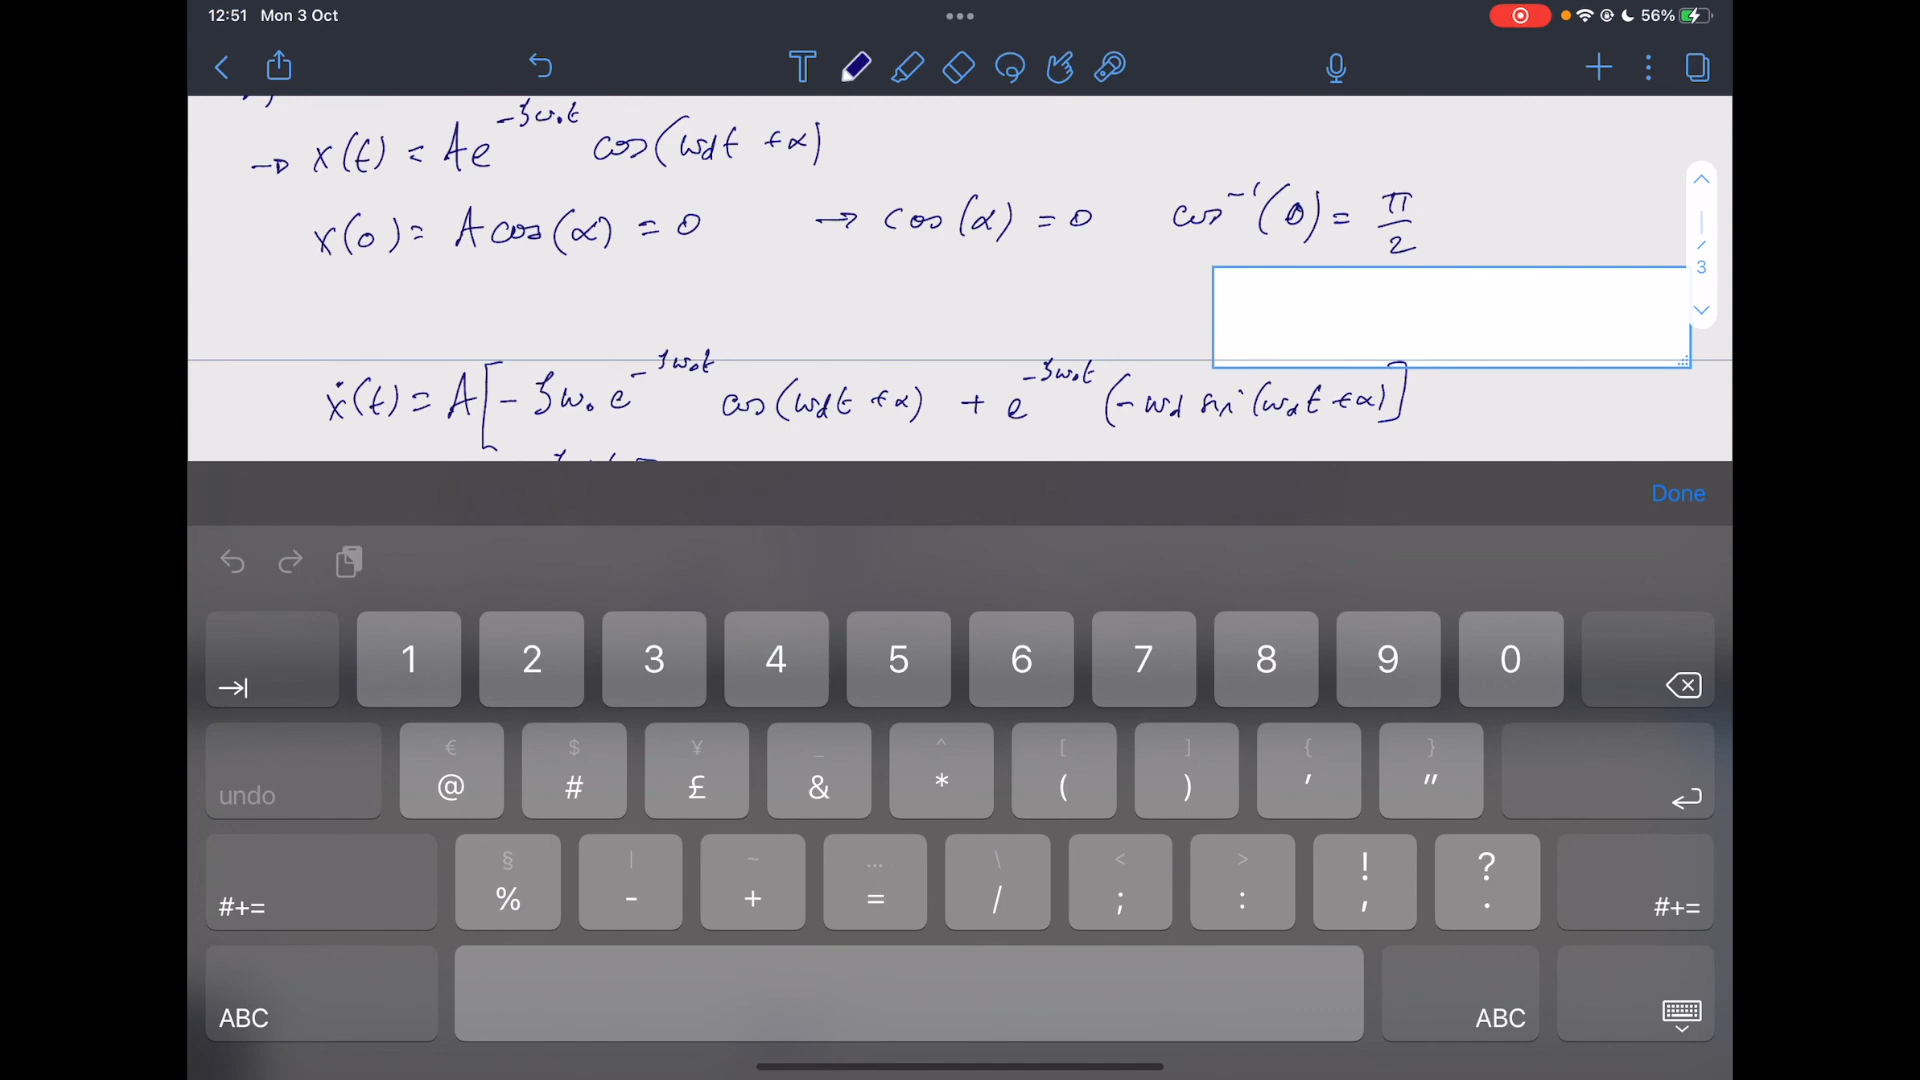 12:51 Mon 3 Oct
56%
→ x(t) = Ae^{-ζω₀t} cos(ω_d t + α)
x(0) = A cos(α) = 0 → cos(α) = 0 cos⁻¹(0) = π/2
3
ẋ(t) = A[-ζω₀e^{-ζω₀t} cos(ω_d t + α) + e^{-ζω₀t} (-ω_d sin(ω_d t + α)]
Done
→| 1 2 3 4 5 6 7 8 9 0
€ $ ¥ _ ^ [ ] { }
undo @ # £ & * ( ) ' "
§ | ~ … \ < > ! ?
#+= % - + = / ; : , . #+=
ABC ABC